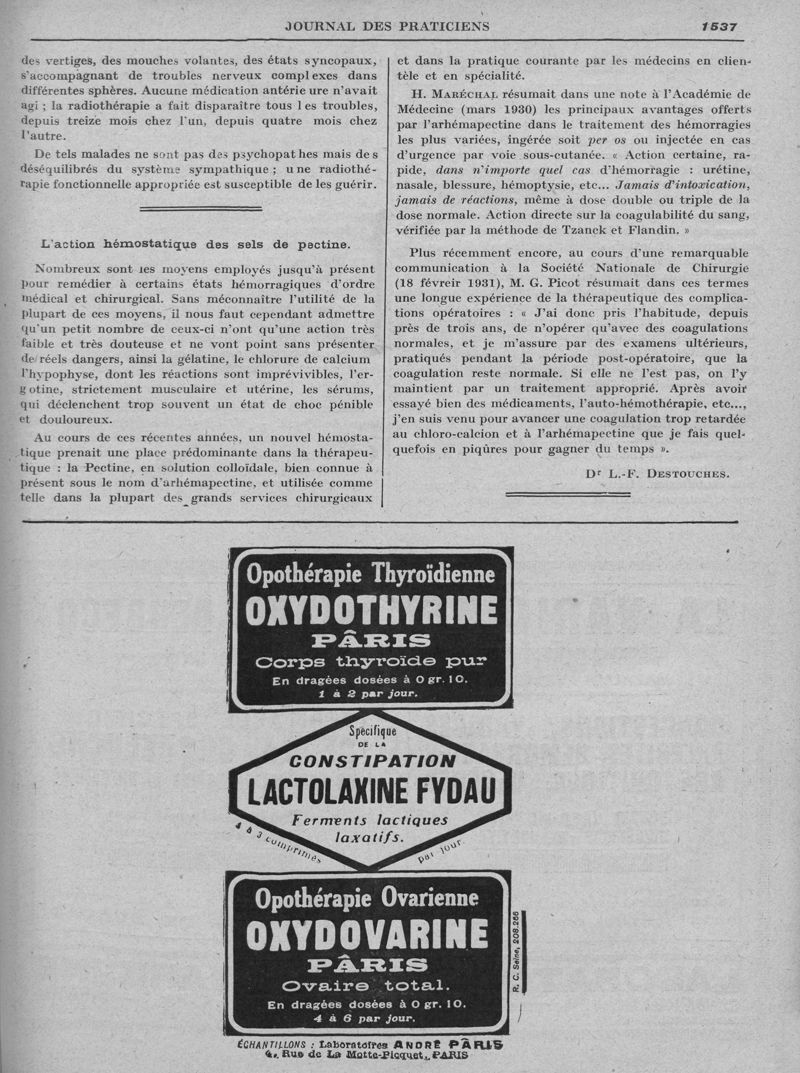 JOURNAL DES PRATICIENS 1537
des vertiges, des mouches volantes, des états syncopaux,
s'accompagnant de troubles nerveux complexes dans
différentes sphères. Aucune médication antérieure n'avait
agi ; la radiothérapie a fait disparaître tous les troubles,
depuis treize mois chez l'un, depuis quatre mois chez
l'autre.
De tels malades ne sont pas des psychopathes mais des
déséquilibrés du système sympathique ; une radiothé-
rapie fonctionnelle appropriée est susceptible de les guérir.
L'action hémostatique des sels de pectine.
Nombreux sont les moyens employés jusqu'à présent
pour remédier à certains états hémorragiques d'ordre
médical et chirurgical. Sans méconnaître l'utilité de la
plupart de ces moyens, il nous faut cependant admettre
qu'un petit nombre de ceux-ci n'ont qu'une action très
faible et très douteuse et ne vont point sans présenter
de réels dangers, ainsi la gélatine, le chlorure de calcium
l'hypophyse, dont les réactions sont imprévivibles, l'er-
gotine, strictement musculaire et utérine, les sérums,
qui déclenchent trop souvent un état de choc pénible
et douloureux.
Au cours de ces récentes années, un nouvel hémosta-
tique prenait une place prédominante dans la thérapeu-
tique : la Pectine, en solution colloïdale, bien connue à
présent sous le nom d'arhémapectine, et utilisée comme
telle dans la plupart des grands services chirurgicaux
et dans la pratique courante par les médecins en clien-
tèle et en spécialité.
H. MARÉCHAL résumait dans une note à l'Académie de
Médecine (mars 1930) les principaux avantages offerts
par l'arhémapectine dans le traitement des hémorragies
les plus variées, ingérée soit per os ou injectée en cas
d'urgence par voie sous-cutanée. « Action certaine, ra-
pide, dans n'importe quel cas d'hémorragie : urétine,
nasale, blessure, hémoptysie, etc... Jamais d'intoxication,
jamais de réactions, même à dose double ou triple de la
dose normale. Action directe sur la coagulabilité du sang,
vérifiée par la méthode de Tzanck et Flandin. »
Plus récemment encore, au cours d'une remarquable
communication à la Société Nationale de Chirurgie
(18 février 1931), M. G. Picot résumait dans ces termes
une longue expérience de la thérapeutique des complica-
tions opératoires : « J'ai donc pris l'habitude, depuis
près de trois ans, de n'opérer qu'avec des coagulations
normales, et je m'assure par des examens ultérieurs,
pratiqués pendant la période post-opératoire, que la
coagulation reste normale. Si elle ne l'est pas, on l'y
maintient par un traitement approprié. Après avoir
essayé bien des médicaments, l'auto-hémothérapie, etc...,
j'en suis venu pour avancer une coagulation trop retardée
au chloro-calcion et à l'arhémapectine que je fais quel-
quefois en piqûres pour gagner du temps ».
Dr L.-F. DESTOUCHES.
Opothérapie Thyroïdienne
OXYDOTHYRINE
PÂRIS
Corps thyroïde pur
En dragées dosées à 0 gr. 10.
1 à 2 par jour.
Spécifique
DE LA
CONSTIPATION
LACTOLAXINE FYDAU
Ferments lactiques
laxatifs.
1 à 3 comprimés par jour.
Opothérapie Ovarienne
OXYDOVARINE
PÂRIS
Ovaire total.
En dragées dosées à 0 gr. 10.
4 à 6 par jour.
R. C. Seine, 208.266
ÉCHANTILLONS : Laboratoires ANDRÉ PÂRIS
4, Rue de La Motte-Picquet, PARIS